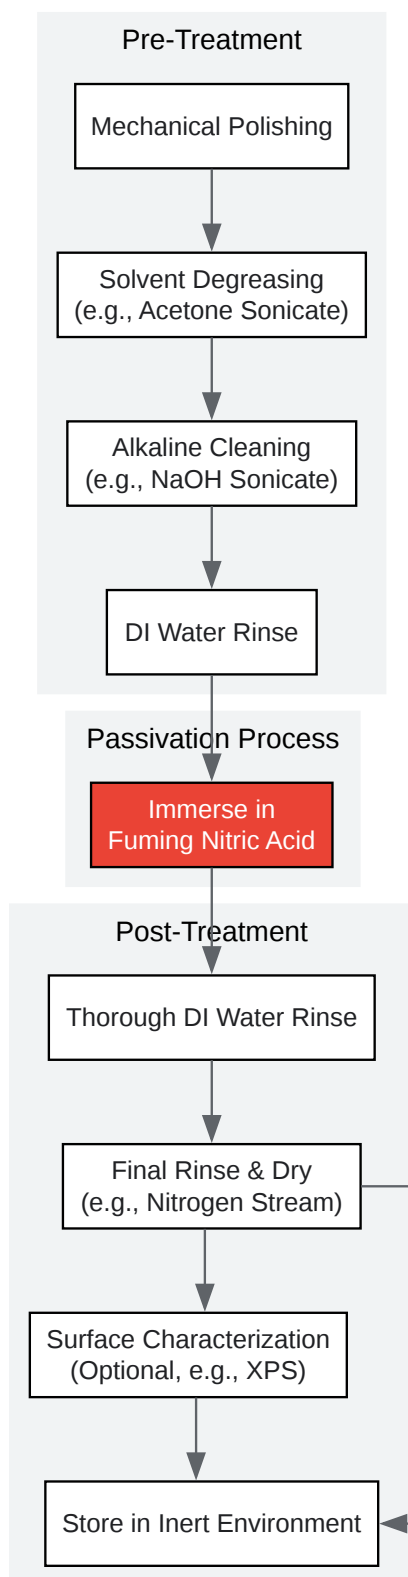 Pre-Treatment
Mechanical Polishing
Solvent Degreasing
(e.g., Acetone Sonicate)
Alkaline Cleaning
(e.g., NaOH Sonicate)
DI Water Rinse
Passivation Process
Immerse in
Fuming Nitric Acid
Post-Treatment
Thorough DI Water Rinse
Final Rinse & Dry
(e.g., Nitrogen Stream)
Surface Characterization
(Optional, e.g., XPS)
Store in Inert Environment